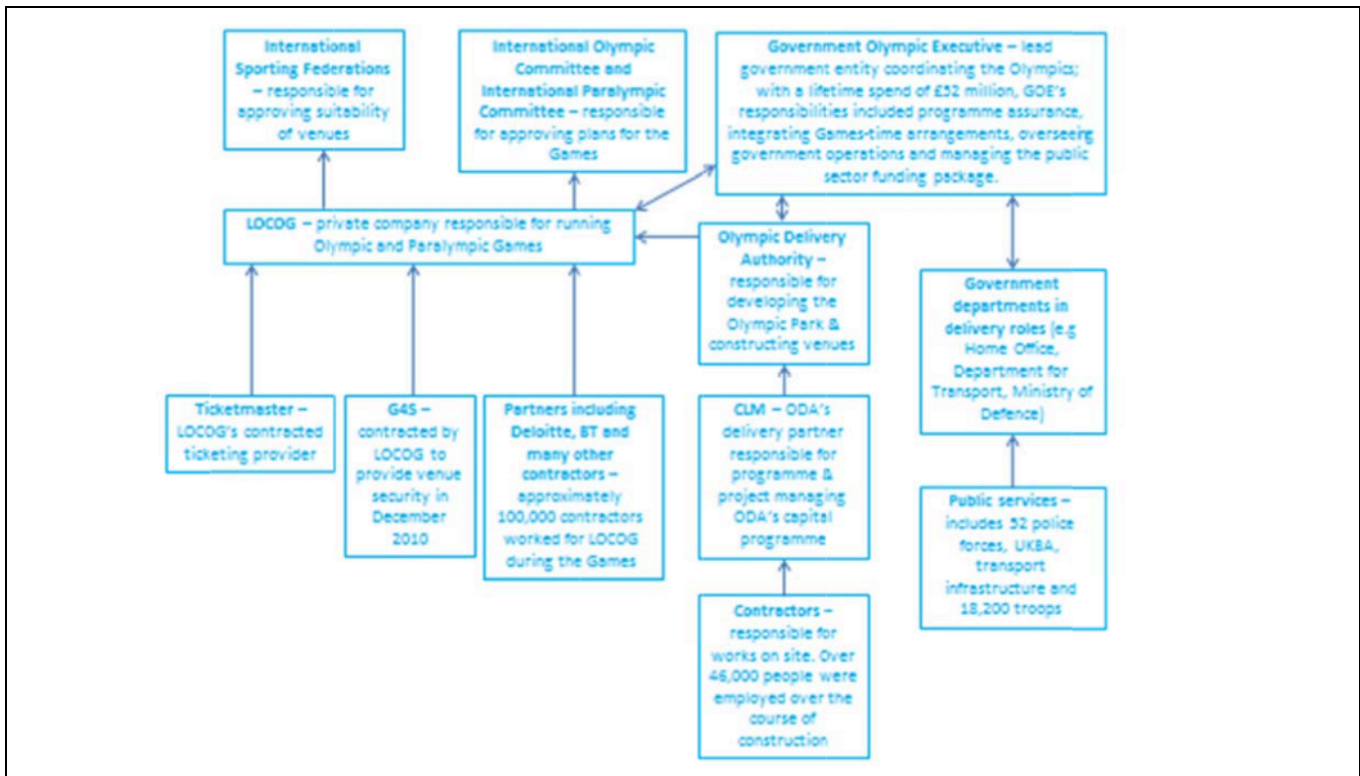 International
Sporting Federations
– responsible for
approving suitability
of venues
International Olympic
Committee and
International Paralympic
Committee – responsible
for approving plans for the
Games
Government Olympic Executive – lead
government entity coordinating the Olympics;
with a lifetime spend of £52 million, GOE's
responsibilities included programme assurance,
integrating Games-time arrangements, overseeing
government operations and managing the public
sector funding package.
LOCOG – private company responsible for running
Olympic and Paralympic Games
Olympic Delivery
Authority –
responsible for
developing the
Olympic Park &
constructing venues
Government
departments in
delivery roles (e.g
Home Office,
Department for
Transport, Ministry of
Defence)
Ticketmaster –
LOCOG's contracted
ticketing provider
G4S –
contracted by
LOCOG to
provide venue
security in
December
2010
Partners including
Deloitte, BT and
many other
contractors –
approximately
100,000 contractors
worked for LOCOG
during the Games
CLM – ODA's
delivery partner
responsible for
programme &
project managing
ODA's capital
programme
Public services –
includes 52 police
forces, UKBA,
transport
infrastructure and
18,200 troops
Contractors –
responsible for
works on site. Over
46,000 people were
employed over the
course of
construction